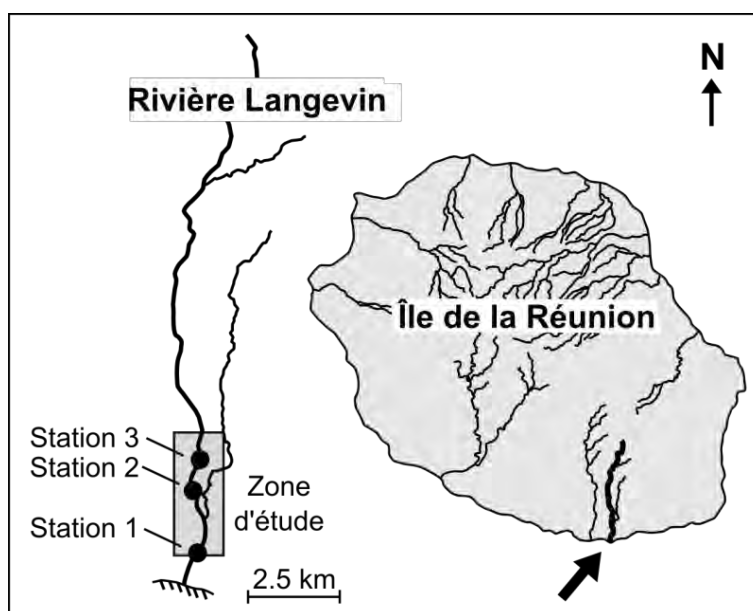 Rivière Langevin
N
Île de la Réunion
Station 3
Station 2
Station 1
Zone
d'étude
2.5 km